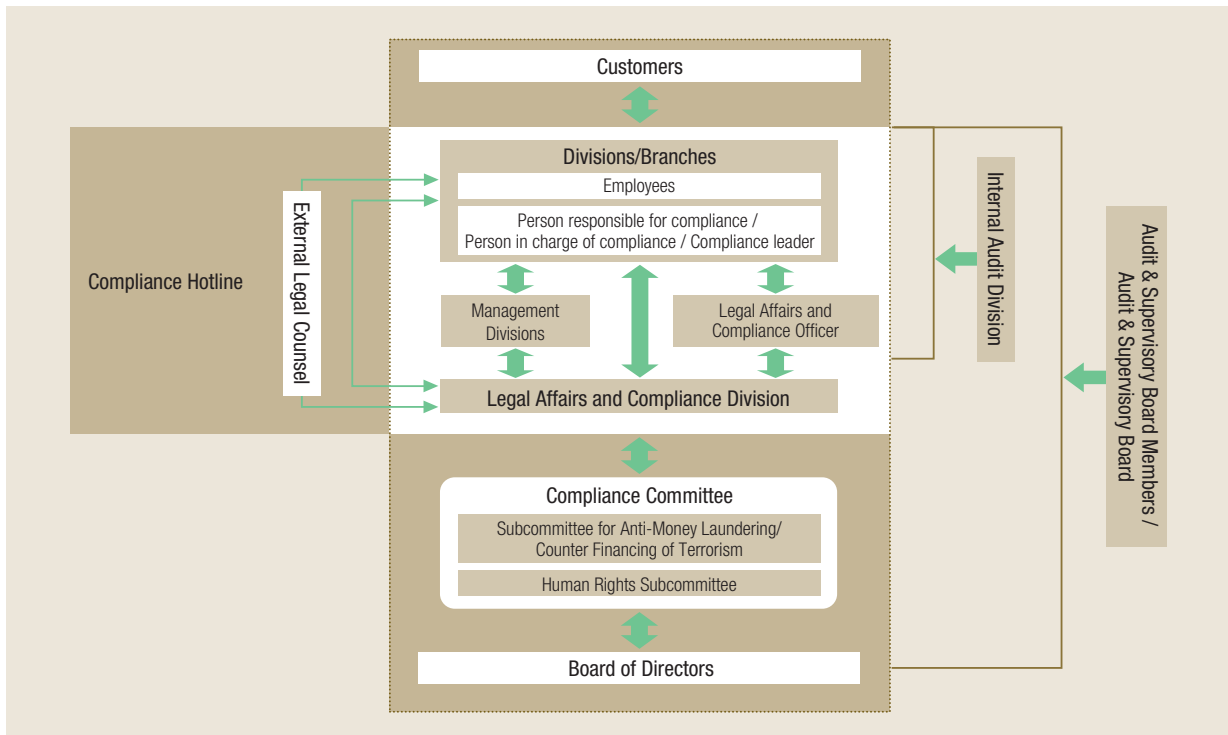 Customers
Divisions/Branches
Employees
Person responsible for compliance /
Person in charge of compliance / Compliance leader
Compliance Hotline
External Legal Counsel
Management
Divisions
Legal Affairs and
Compliance Officer
Legal Affairs and Compliance Division
Internal Audit Division
Audit & Supervisory Board Members /
Audit & Supervisory Board
Compliance Committee
Subcommittee for Anti-Money Laundering/
Counter Financing of Terrorism
Human Rights Subcommittee
Board of Directors